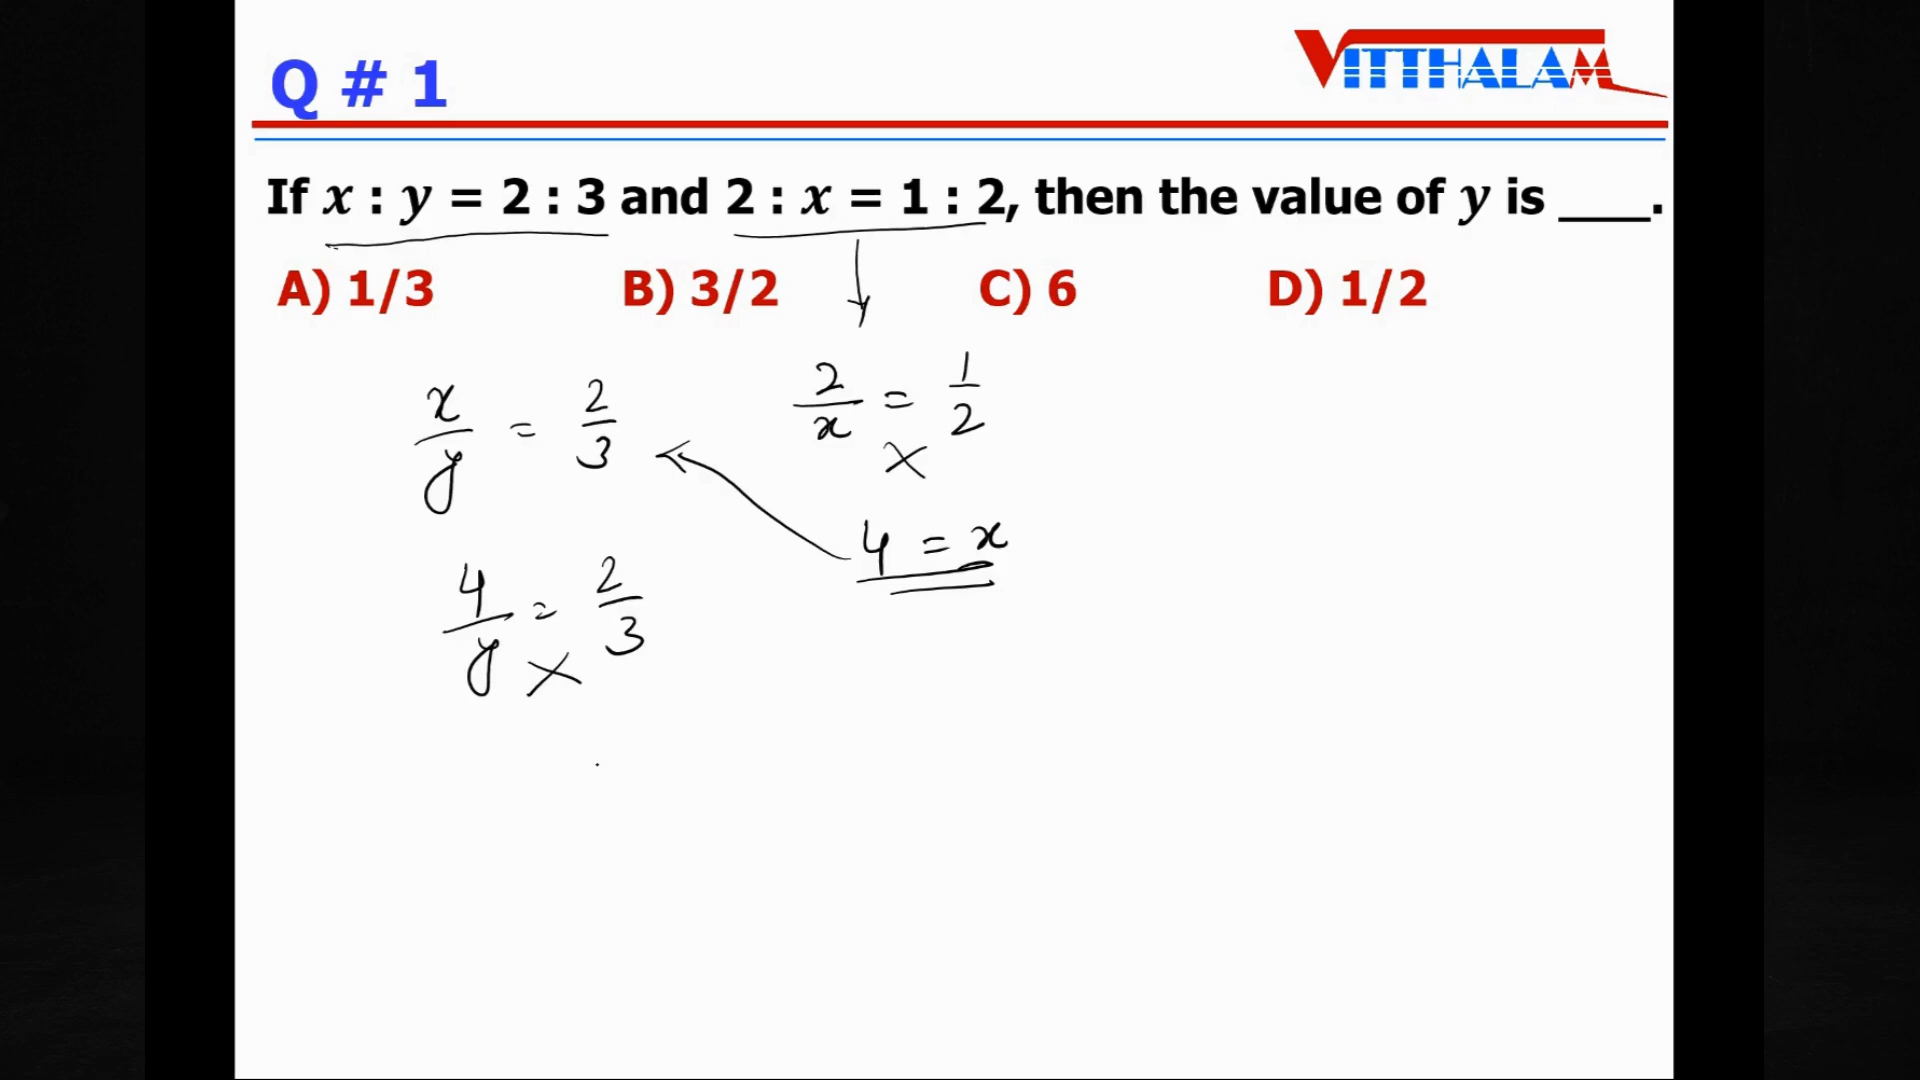 Q # 1
VITTHALAM
If x : y = 2 : 3 and 2 : x = 1 : 2, then the value of y is ___.
A) 1/3 B) 3/2 C) 6 D) 1/2
x/y = 2/3
2/x = 1/2
4 = x
4/y = 2/3